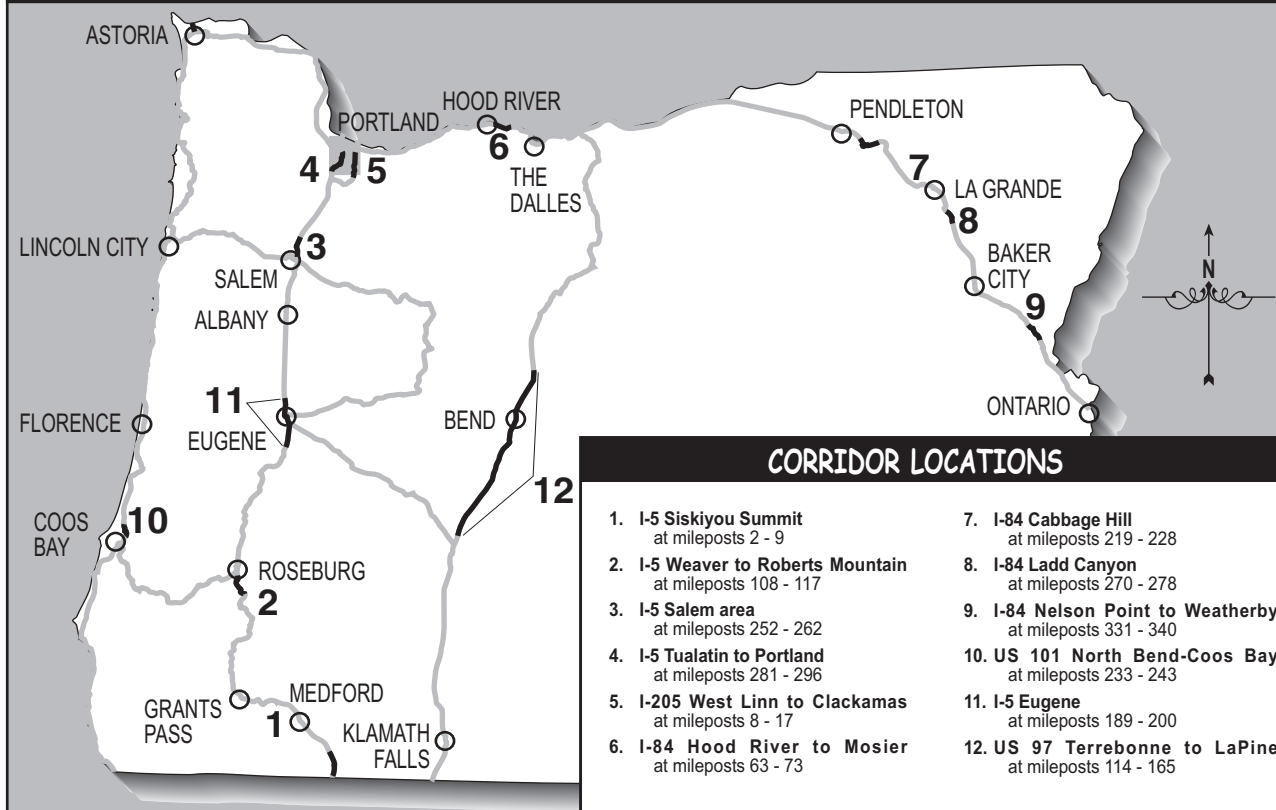 ASTORIA
HOOD RIVER
PORTLAND
PENDLETON
4
5
6
THE
DALLES
7
LA GRANDE
8
LINCOLN CITY
3
SALEM
BAKER
CITY
N
ALBANY
9
11
EUGENE
FLORENCE
BEND
ONTARIO
12
COOS
BAY
10
ROSEBURG
2
GRANTS
PASS
MEDFORD
1
KLAMATH
FALLS
CORRIDOR LOCATIONS
1. I-5 Siskiyou Summit
at mileposts 2 - 9
2. I-5 Weaver to Roberts Mountain
at mileposts 108 - 117
3. I-5 Salem area
at mileposts 252 - 262
4. I-5 Tualatin to Portland
at mileposts 281 - 296
5. I-205 West Linn to Clackamas
at mileposts 8 - 17
6. I-84 Hood River to Mosier
at mileposts 63 - 73
7. I-84 Cabbage Hill
at mileposts 219 - 228
8. I-84 Ladd Canyon
at mileposts 270 - 278
9. I-84 Nelson Point to Weatherby
at mileposts 331 - 340
10. US 101 North Bend-Coos Bay
at mileposts 233 - 243
11. I-5 Eugene
at mileposts 189 - 200
12. US 97 Terrebonne to LaPine
at mileposts 114 - 165